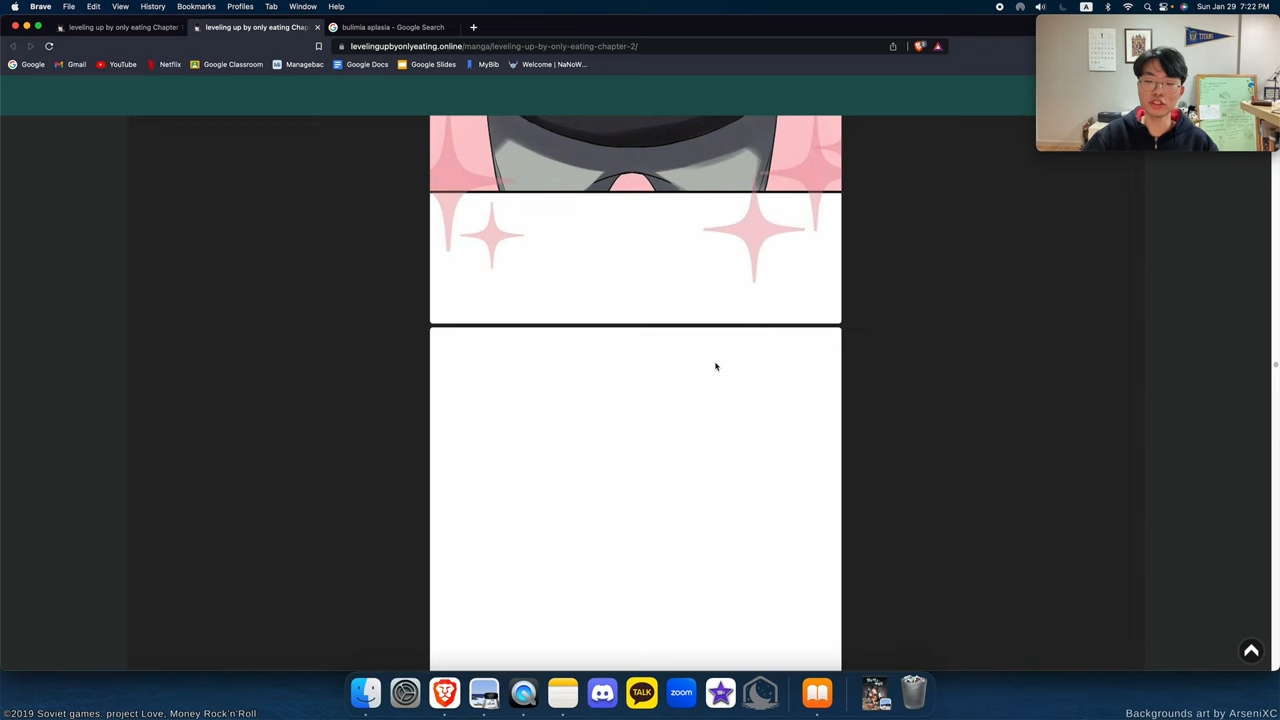 Brave File Edit View History Bookmarks Profiles Tab Window Help A Sun Jan 29 7:22 PM
leveling up by only eating Chapter leveling up by only eating Chap bulimia aplasia - Google Search
levelingupbyonlyeating.online/manga/leveling-up-by-only-eating-chapter-2/
Google Gmail YouTube Netflix Google Classroom Managebac Google Docs Google Slides MyBib Welcome | NaNoW...
TITANS
TALK zoom
©2019 Soviet games. project Love, Money Rock'n'Roll
Backgrounds art by ArseniXC